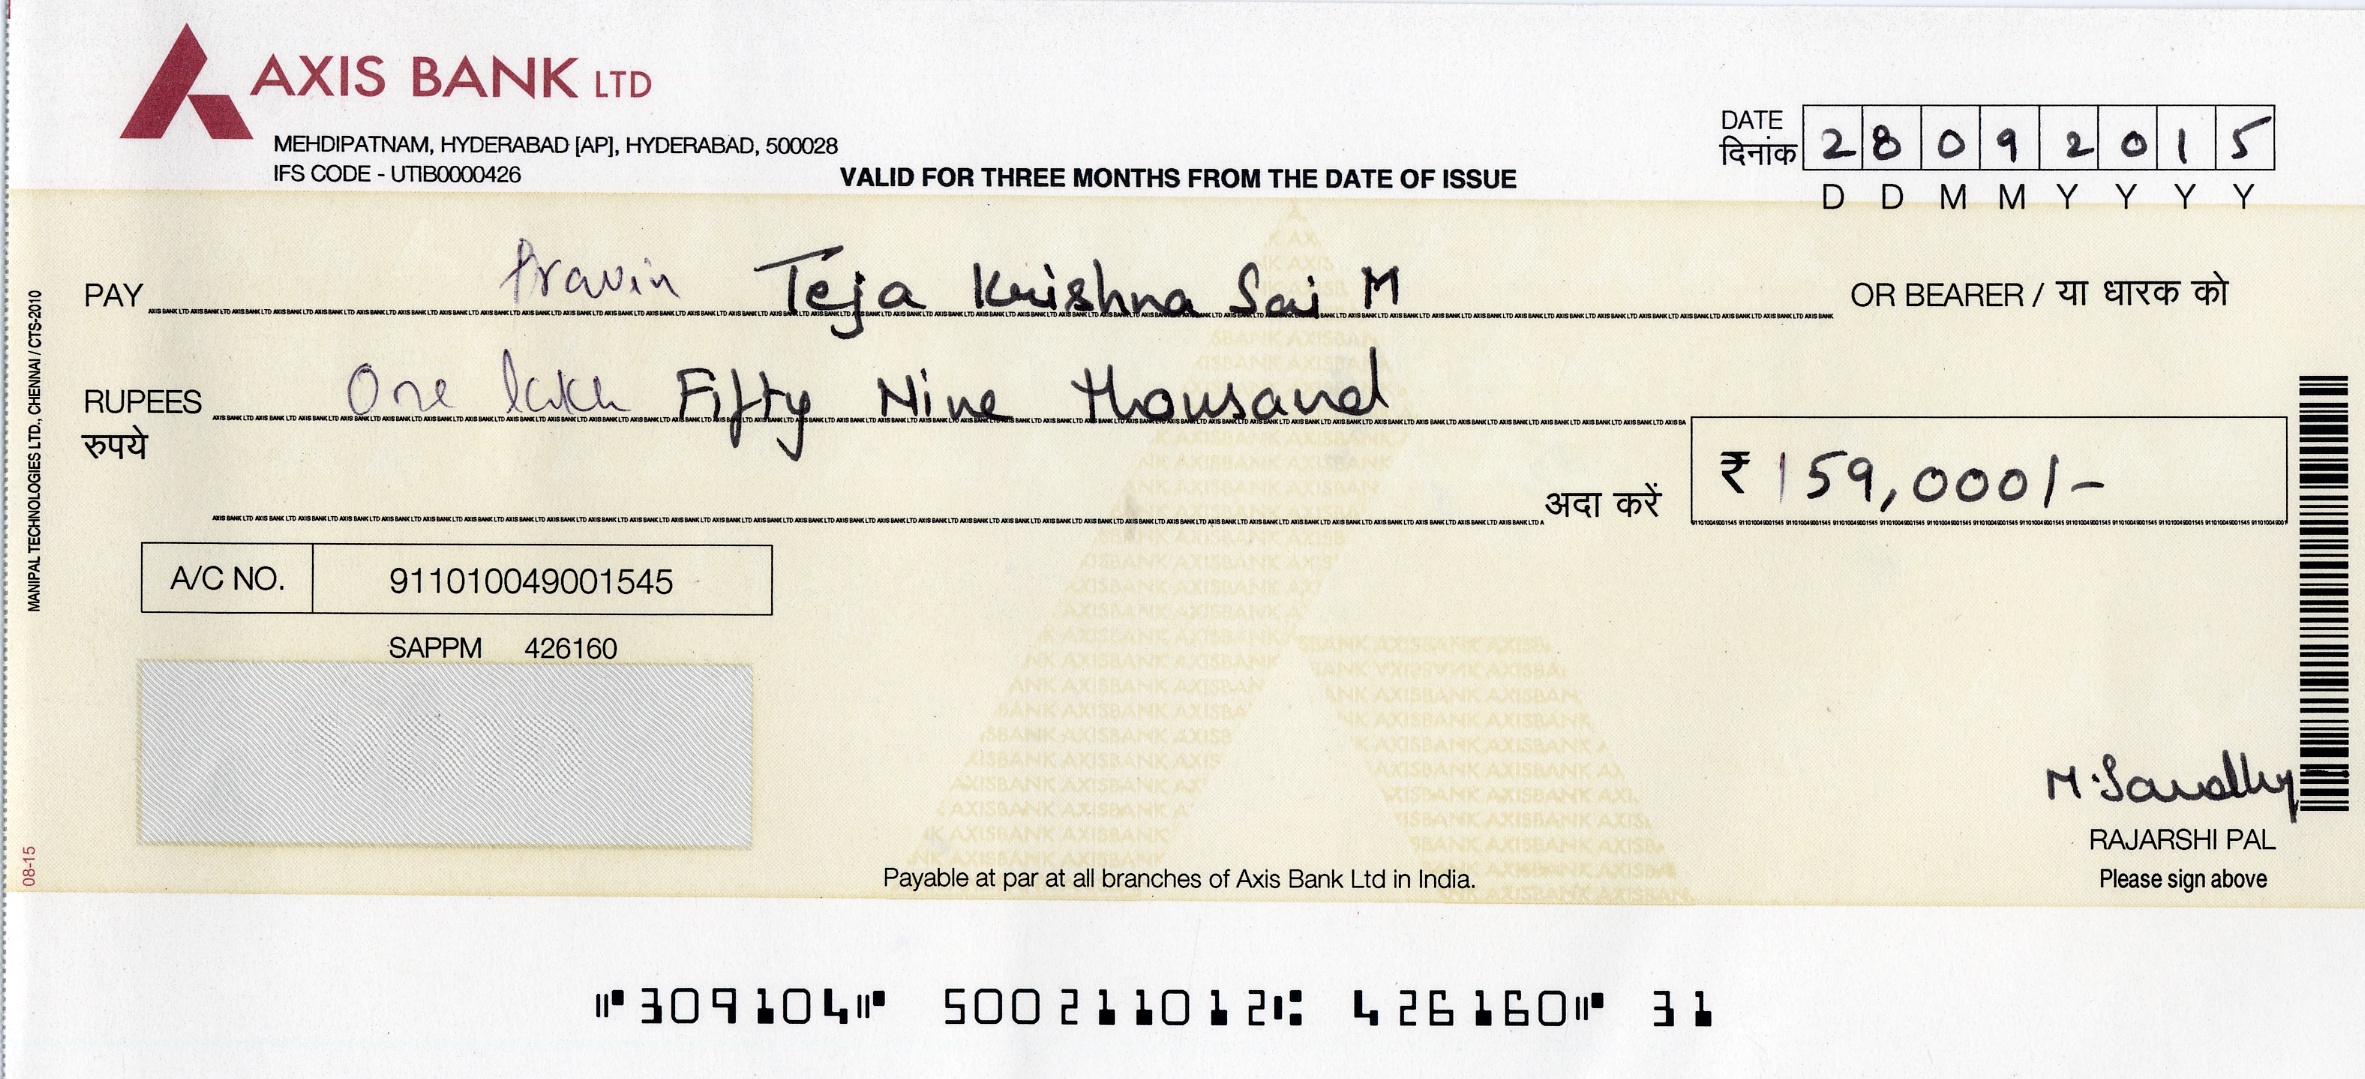 AXIS BANK LTD
MEHDIPATNAM, HYDERABAD [AP], HYDERABAD, 500028
IFS CODE - UTIB0000426
VALID FOR THREE MONTHS FROM THE DATE OF ISSUE
DATE
दिनांक 2 8 0 9 2 0 1 5
D D M M Y Y Y Y
PAY Pravin Teja Krishna Sai M OR BEARER / या धारक को
RUPEES One lakh Fifty Nine thousand
रुपये
अदा करें ₹ 159,000/-
A/C NO. 911010049001545
SAPPM 426160
VOID
M. Sandhy
RAJARSHI PAL
Please sign above
Payable at par at all branches of Axis Bank Ltd in India.
MANIPAL TECHNOLOGIES LTD., CHENNAI / CTS-2010
08-15
⑈309104⑈ 500211012⑆ 426160⑈ 31